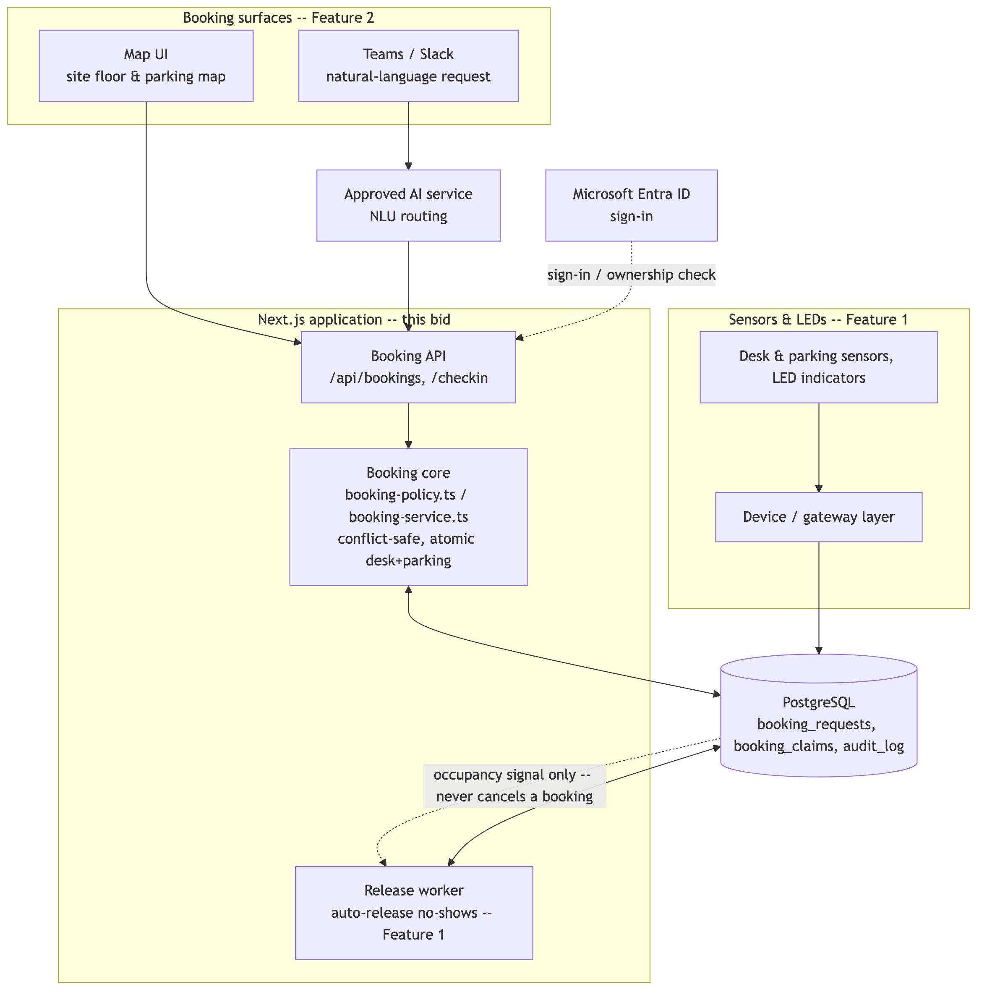 Booking surfaces -- Feature 2
Map UI
site floor & parking map
Teams / Slack
natural-language request
Approved AI service
NLU routing
Microsoft Entra ID
sign-in
sign-in / ownership check
Next.js application -- this bid
Booking API
/api/bookings, /checkin
Booking core
booking-policy.ts /
booking-service.ts
conflict-safe, atomic
desk+parking
Sensors & LEDs -- Feature 1
Desk & parking sensors,
LED indicators
Device / gateway layer
PostgreSQL
booking_requests,
booking_claims, audit_log
occupancy signal only --
never cancels a booking
Release worker
auto-release no-shows --
Feature 1